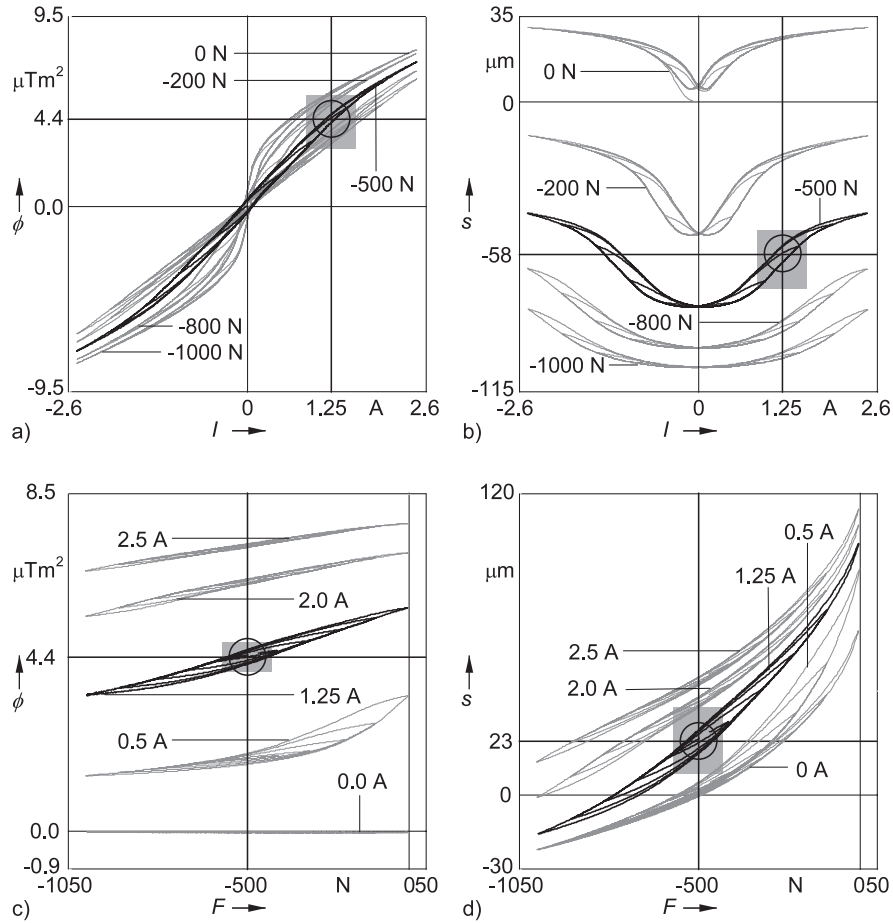 9.5
μTm²
4.4
0.0
-9.5
ϕ
0 N
-200 N
-500 N
-800 N
-1000 N
-2.6
0
1.25
A
2.6
a)
I
35
μm
0
-58
-115
s
0 N
-200 N
-500 N
-800 N
-1000 N
-2.6
0
1.25
A
2.6
b)
I
8.5
μTm²
4.4
0.0
-0.9
ϕ
2.5 A
2.0 A
1.25 A
0.5 A
0.0 A
-1050
-500
N
050
c)
F
120
μm
23
0
-30
s
0.5 A
1.25 A
2.5 A
2.0 A
0 A
-1050
-500
N
050
d)
F